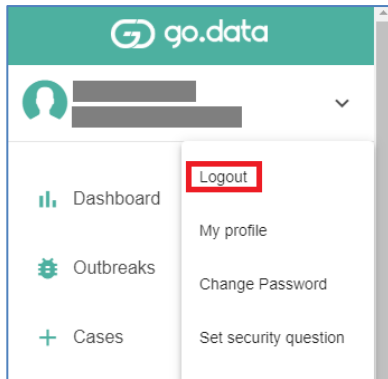 go.data
Logout
Dashboard
My profile
Outbreaks
Change Password
Cases
Set security question